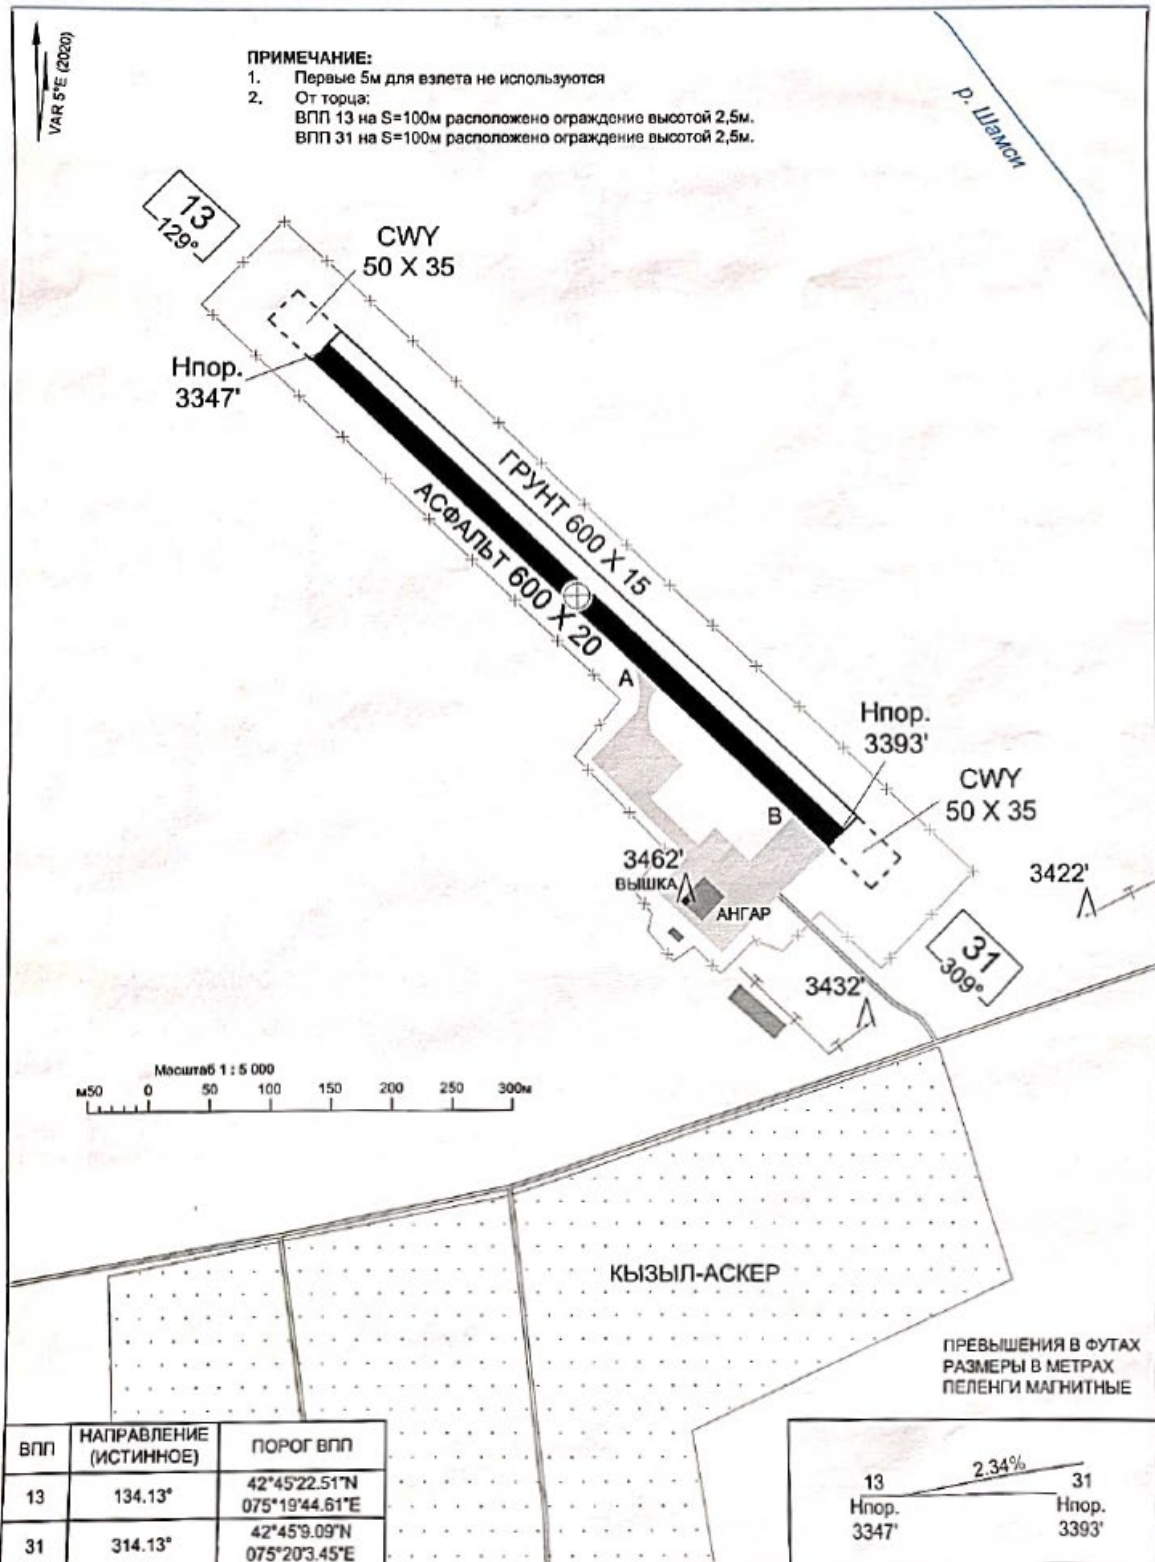 VAR 5°E (2020)
ПРИМЕЧАНИЕ:
1. Первые 5м для взлета не используются
2. От торца:
ВПП 13 на S=100м расположено ограждение высотой 2,5м.
ВПП 31 на S=100м расположено ограждение высотой 2,5м.
р. Шамси
13
129°
CWY
50 X 35
Нпор.
3347'
ГРУНТ 600 X 15
АСФАЛЬТ 600 X 20
A
Нпор.
3393'
CWY
50 X 35
B
3462'
ВЫШКА
АНГАР
3422'
31
309°
3432'
Масштаб 1 : 5 000
м50 0 50 100 150 200 250 300м
КЫЗЫЛ-АСКЕР
ПРЕВЫШЕНИЯ В ФУТАХ
РАЗМЕРЫ В МЕТРАХ
ПЕЛЕНГИ МАГНИТНЫЕ
ВПП НАПРАВЛЕНИЕ (ИСТИННОЕ) ПОРОГ ВПП
13 134.13° 42°45'22.51"N
075°19'44.61"E
31 314.13° 42°45'9.09"N
075°20'3.45"E
2.34%
13 31
Нпор. Нпор.
3347' 3393'